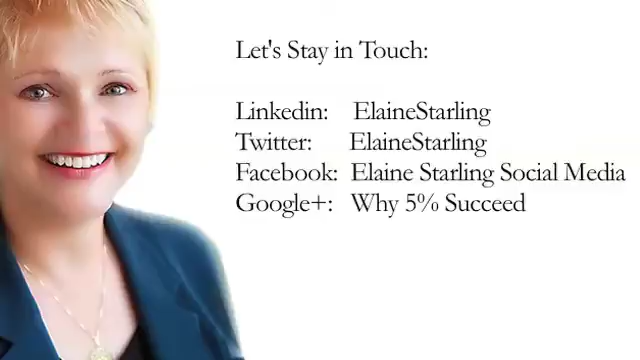 Let's Stay in Touch:
Linkedin: ElaineStarling
Twitter: ElaineStarling
Facebook: Elaine Starling Social Media
Google+: Why 5% Succeed